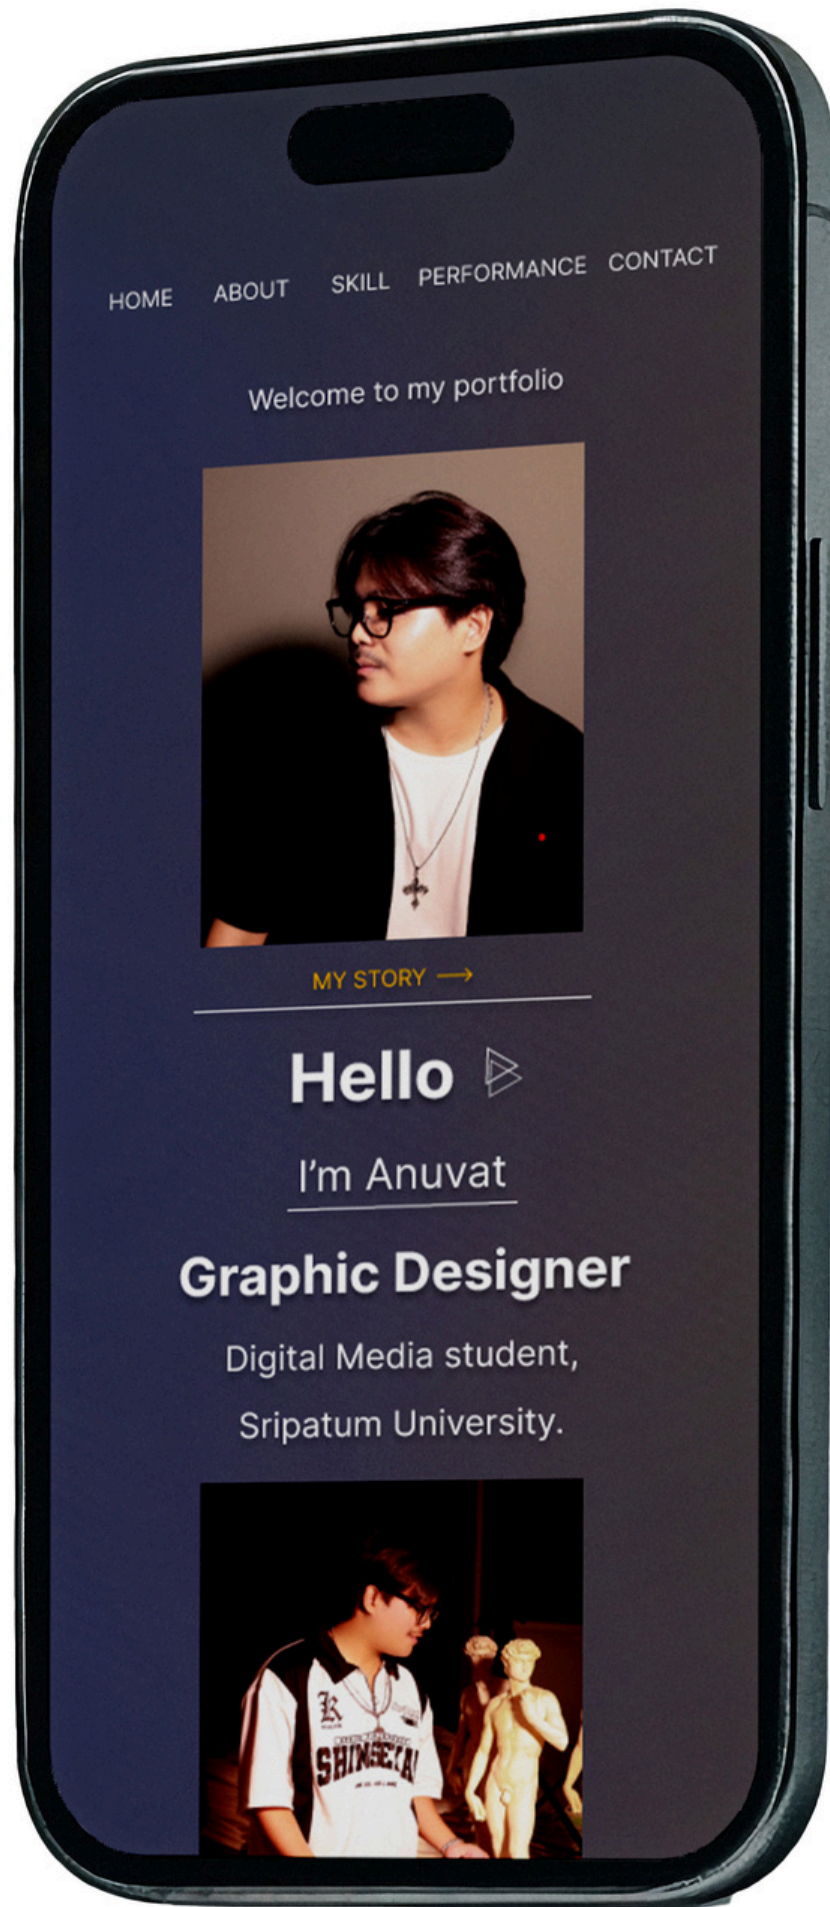 HOME ABOUT SKILL PERFORMANCE CONTACT
Welcome to my portfolio
MY STORY →
Hello
I'm Anuvat
Graphic Designer
Digital Media student,
Sripatum University.
SHINSETAI